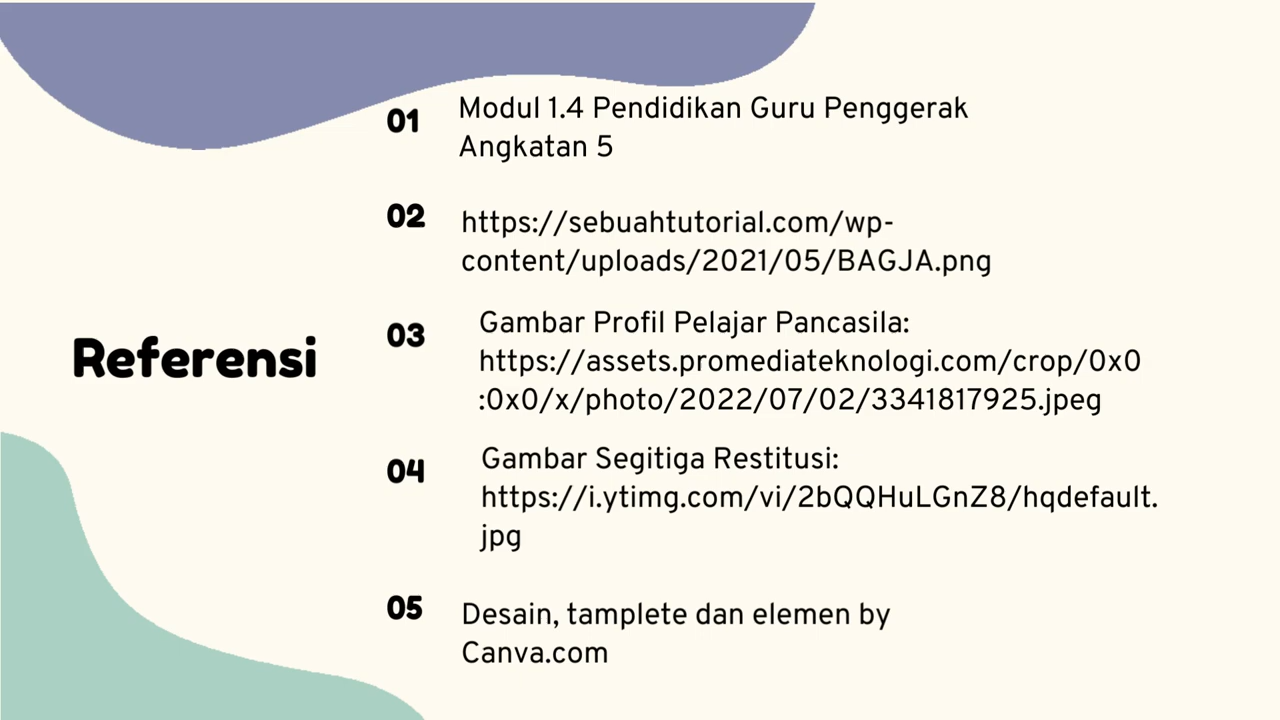 Referensi
01
Modul 1.4 Pendidikan Guru Penggerak
Angkatan 5
02
https://sebuahtutorial.com/wp-
content/uploads/2021/05/BAGJA.png
03
Gambar Profil Pelajar Pancasila:
https://assets.promediateknologi.com/crop/0x0
:0x0/x/photo/2022/07/02/3341817925.jpeg
04
Gambar Segitiga Restitusi:
https://i.ytimg.com/vi/2bQQHuLGnZ8/hqdefault.
jpg
05
Desain, tamplete dan elemen by
Canva.com